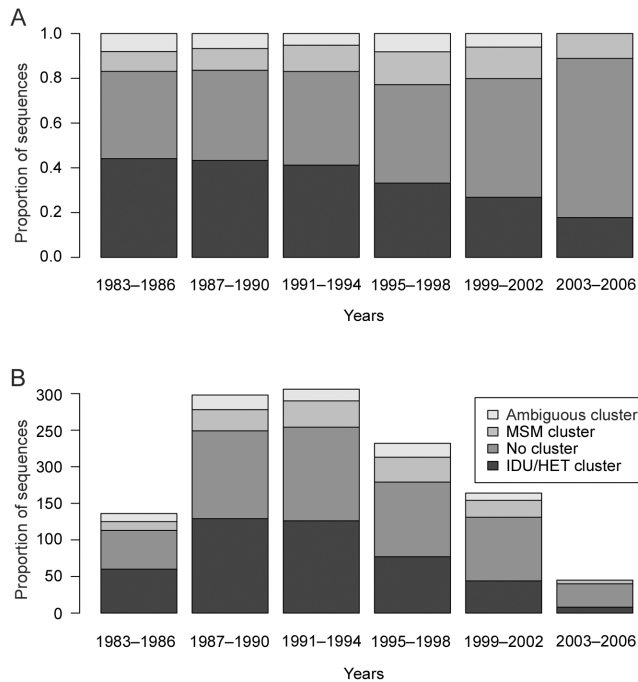 A
Proportion of sequences
1.0
0.8
0.6
0.4
0.2
0.0
1983–1986 1987–1990 1991–1994 1995–1998 1999–2002 2003–2006
Years
B
Proportion of sequences
300
250
300
150
100
50
0
Ambiguous cluster
MSM cluster
No cluster
IDU/HET cluster
1983–1986 1987–1990 1991–1994 1995–1998 1999–2002 2003–2006
Years